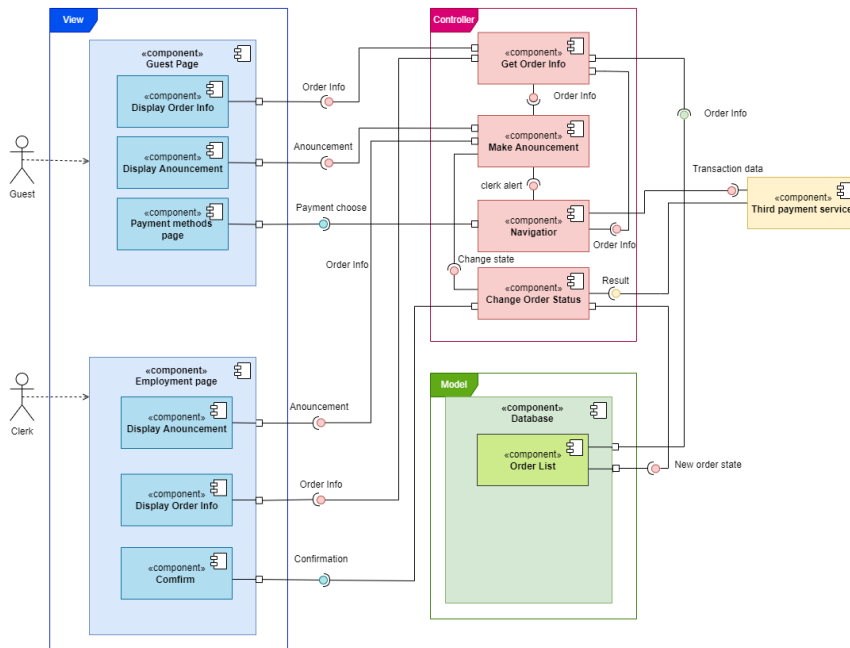 View
«component»
Guest Page
«component»
Display Order Info
«component»
Display Anouncement
«component»
Payment methods
page
Guest
Order Info
Anouncement
Payment choose
Order Info
Controller
«component»
Get Order Info
Order Info
«component»
Make Anouncement
clerk alert
«component»
Navigatior
Order Info
Change state
«component»
Change Order Status
Result
Order Info
Transaction data
«component»
Third payment service
Clerk
«component»
Employment page
«component»
Display Anouncement
«component»
Display Order Info
«component»
Comfirm
Anouncement
Order Info
Confirmation
Model
«component»
Database
«component»
Order List
New order state